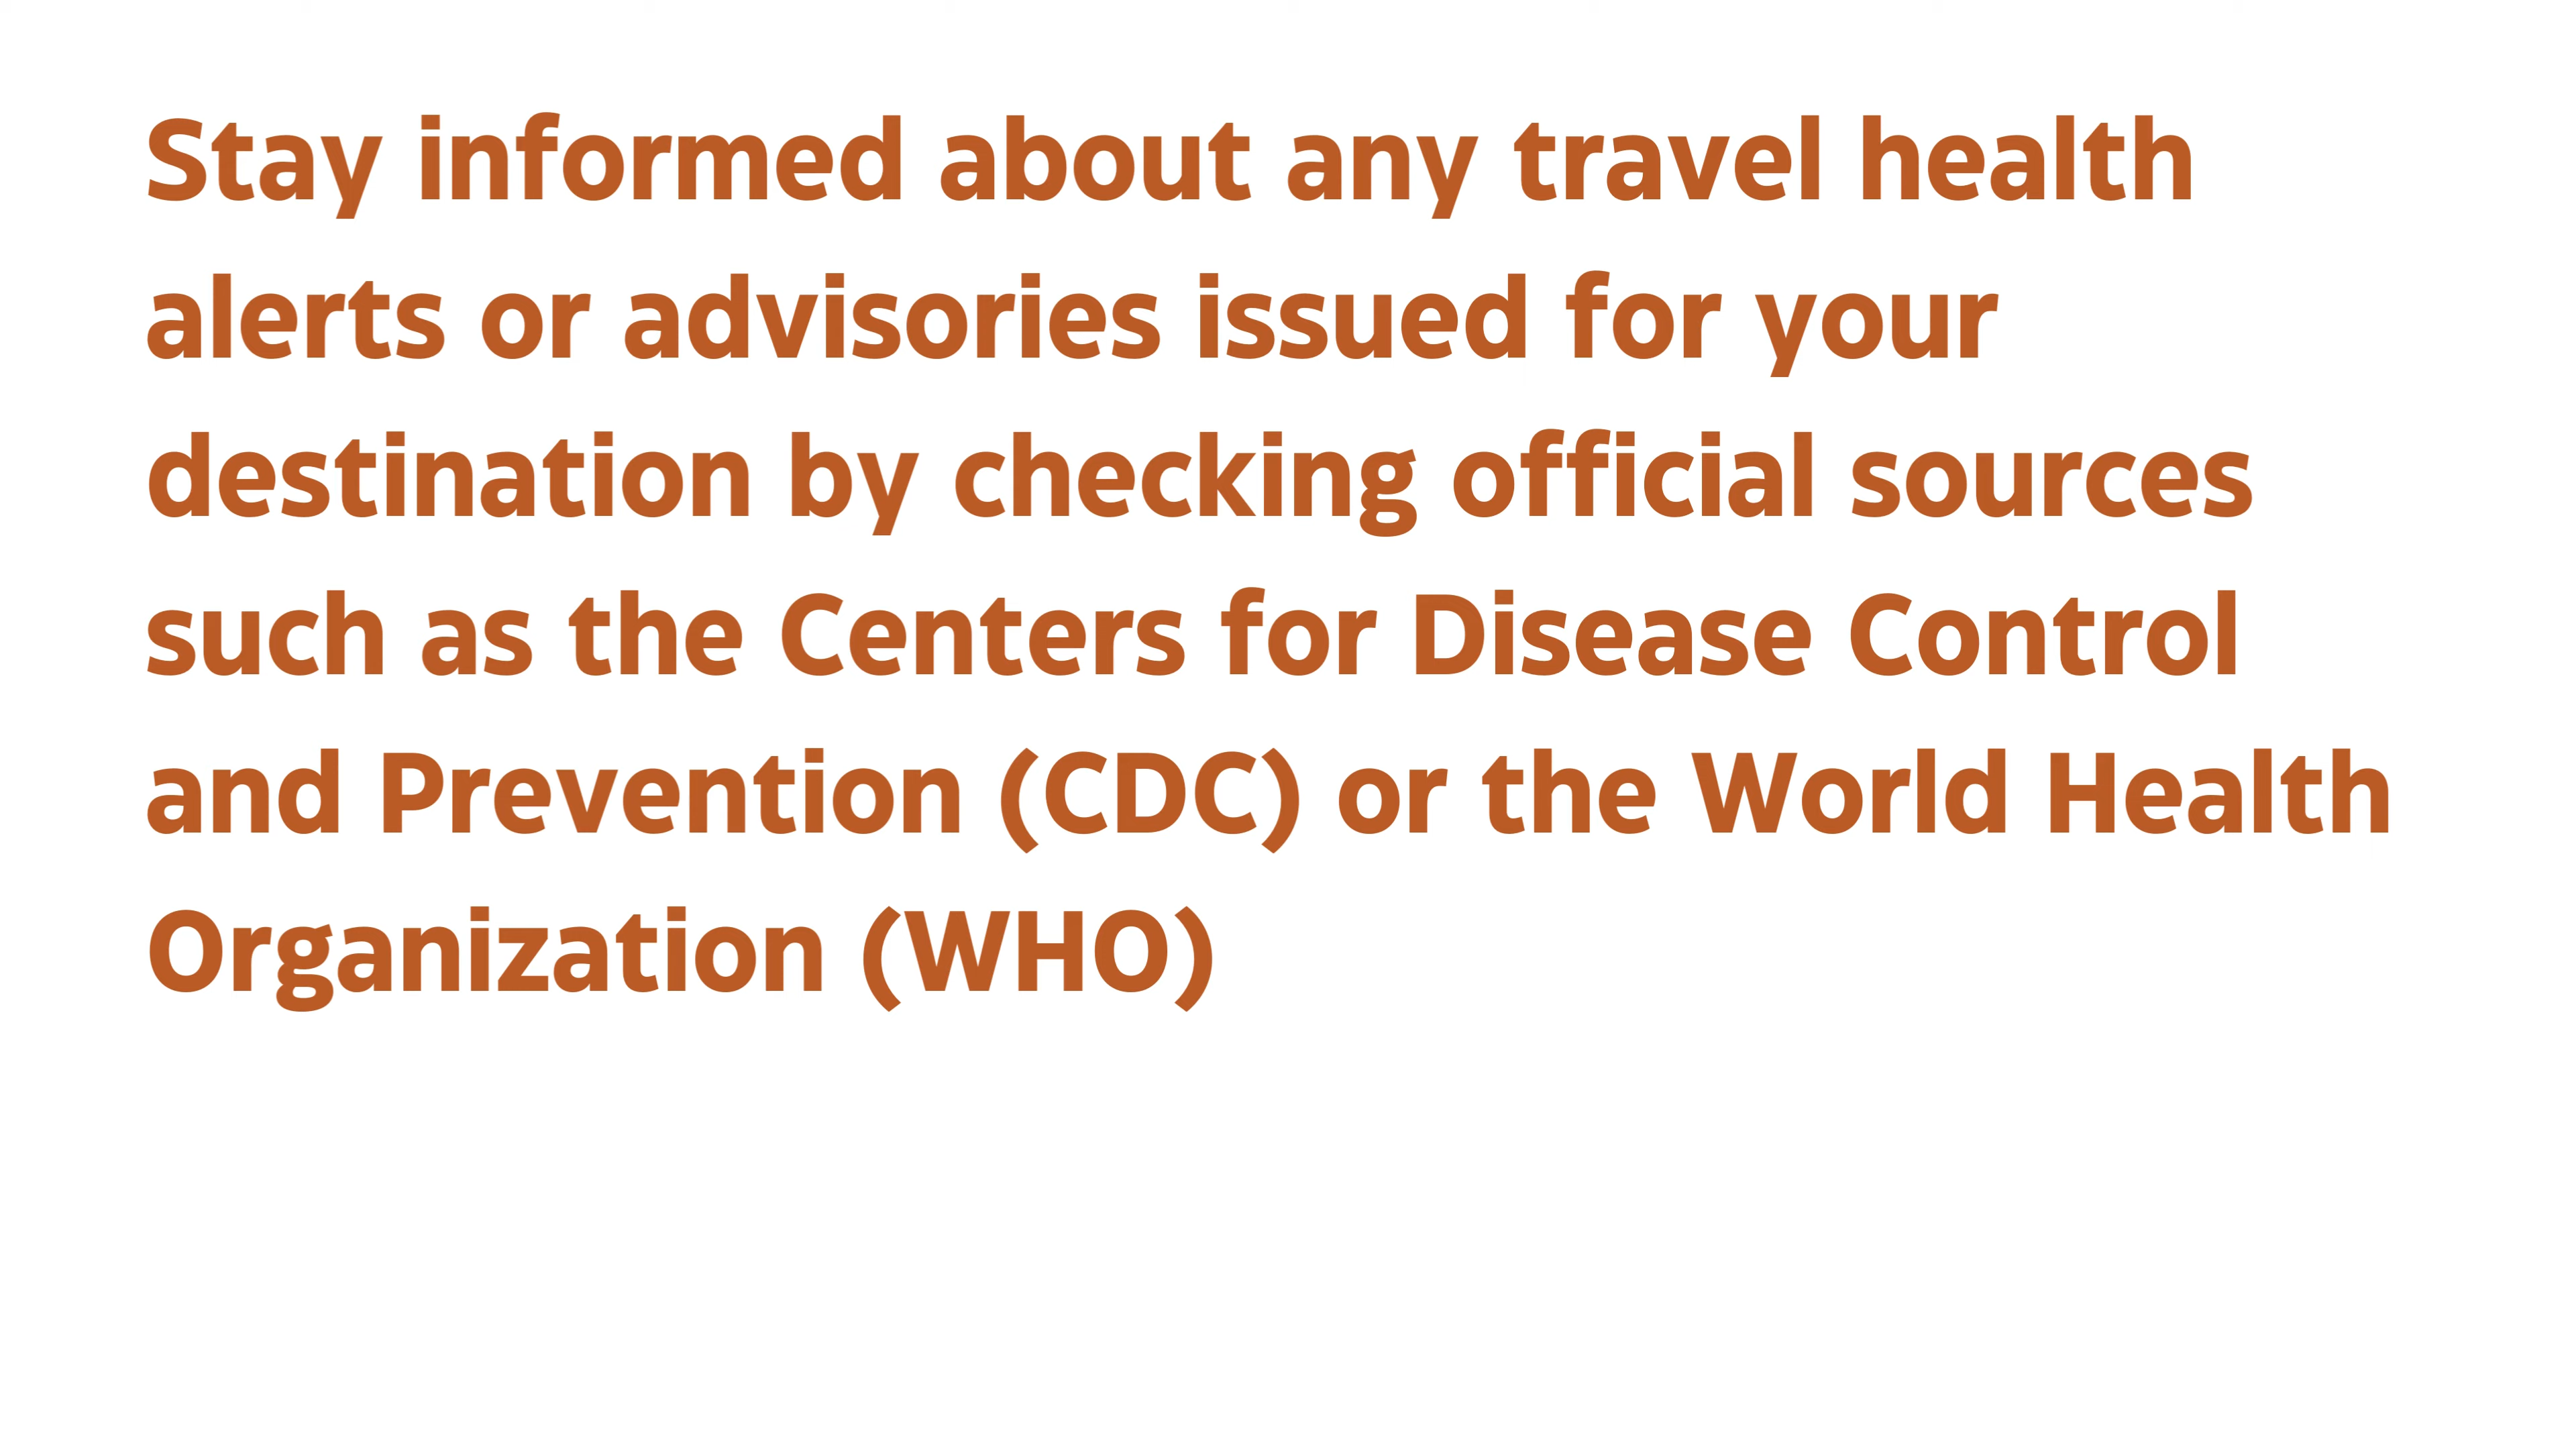 Stay informed about any travel health
alerts or advisories issued for your
destination by checking official sources
such as the Centers for Disease Control
and Prevention (CDC) or the World Health
Organization (WHO)